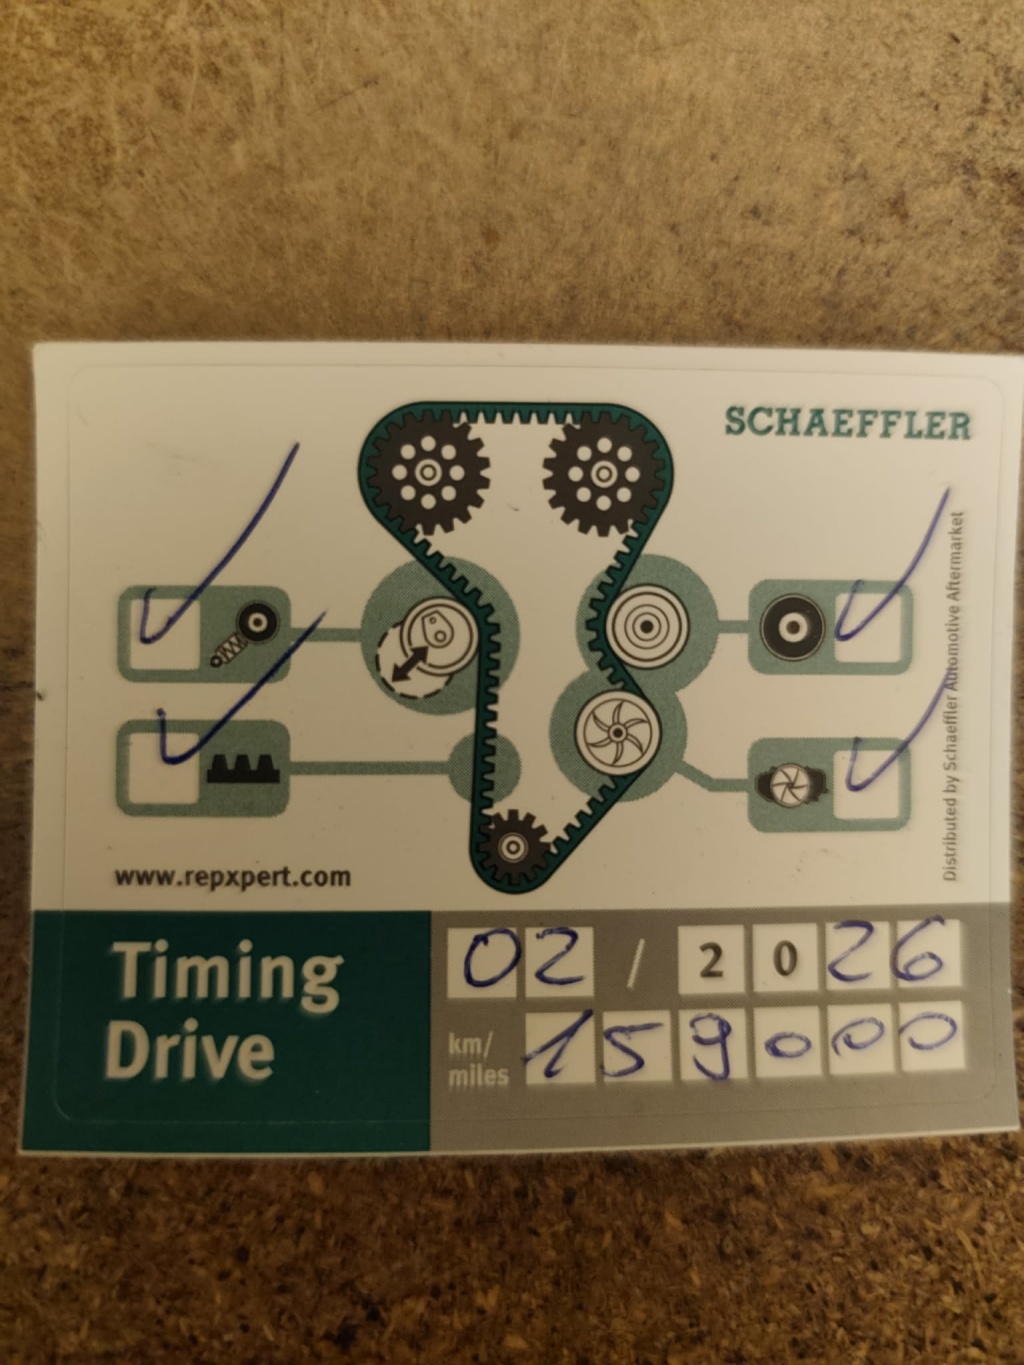 SCHAEFFLER
Distributed by Schaeffler Automotive Aftermarket
www.repxpert.com
Timing
Drive
02 / 2026
km/
miles
159000